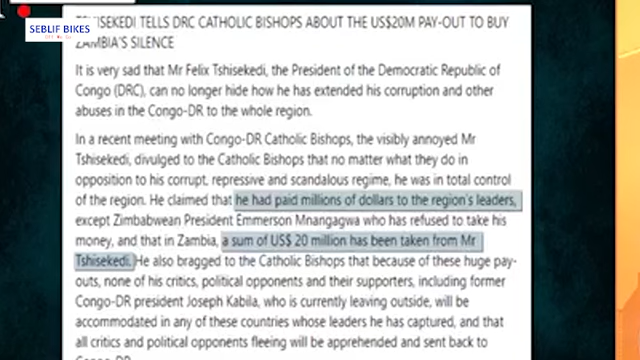 SEBLIF BIKES
TSHISEKEDI TELLS DRC CATHOLIC BISHOPS ABOUT THE US$20M PAY-OUT TO BUY
ZAMBIA'S SILENCE
It is very sad that Mr Felix Tshisekedi, the President of the Democratic Republic of
Congo (DRC), can no longer hide how he has extended his corruption and other
abuses in the Congo-DR to the whole region.
In a recent meeting with Congo-DR Catholic Bishops, the visibly annoyed Mr
Tshisekedi, divulged to the Catholic Bishops that no matter what they do in
opposition to his corrupt, repressive and scandalous regime, he was in total control
of the region. He claimed that he had paid millions of dollars to the region's leaders,
except Zimbabwean President Emmerson Mnangagwa who has refused to take his
money, and that in Zambia, a sum of US$ 20 million has been taken from Mr
Tshisekedi. He also bragged to the Catholic Bishops that because of these huge pay-
outs, none of his critics, political opponents and their supporters, including former
Congo-DR president Joseph Kabila, who is currently leaving outside, will be
accommodated in any of these countries whose leaders he has captured, and that
all critics and political opponents fleeing will be apprehended and sent back to
Congo-DR